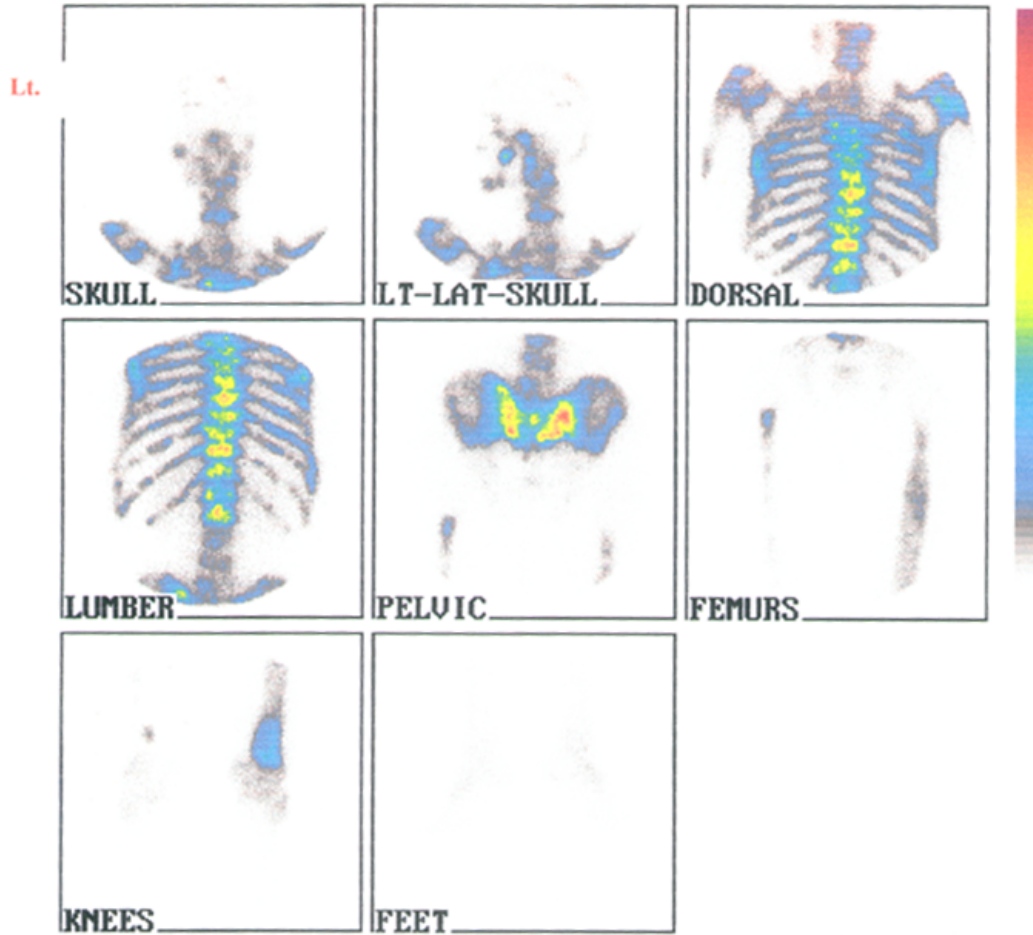 Lt.
SKULL
LT-LAT-SKULL
DORSAL
LUMBER
PELVIC
FEMURS
KNEES
FEET